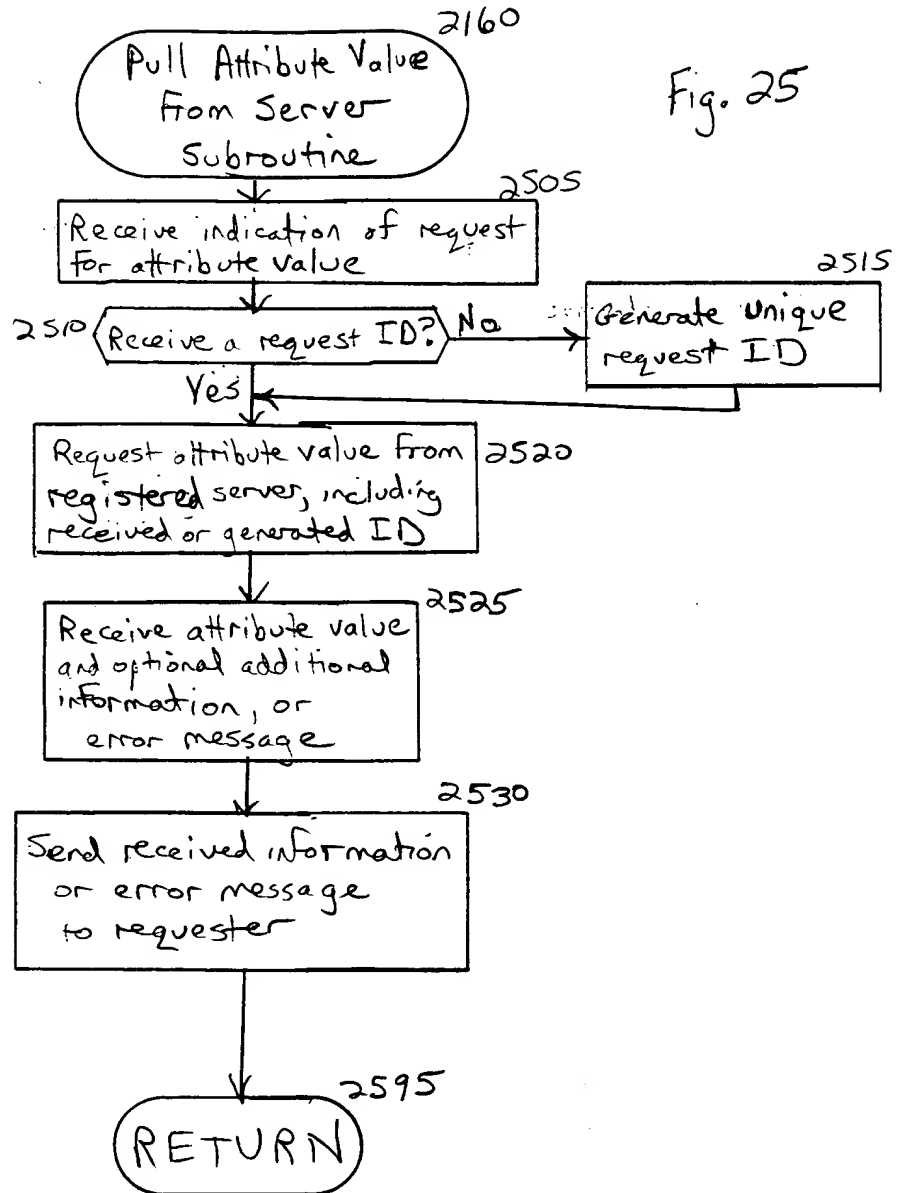 2160
Pull Attribute Value
From Server
Subroutine
Fig. 25
2505
Receive indication of request
for attribute value
2510
Receive a request ID?
No
2515
Generate unique
request ID
Yes
Request attribute value from
registered server, including
received or generated ID
2520
2525
Receive attribute value
and optional additional
information, or
error message
2530
Send received information
or error message
to requester
2595
RETURN